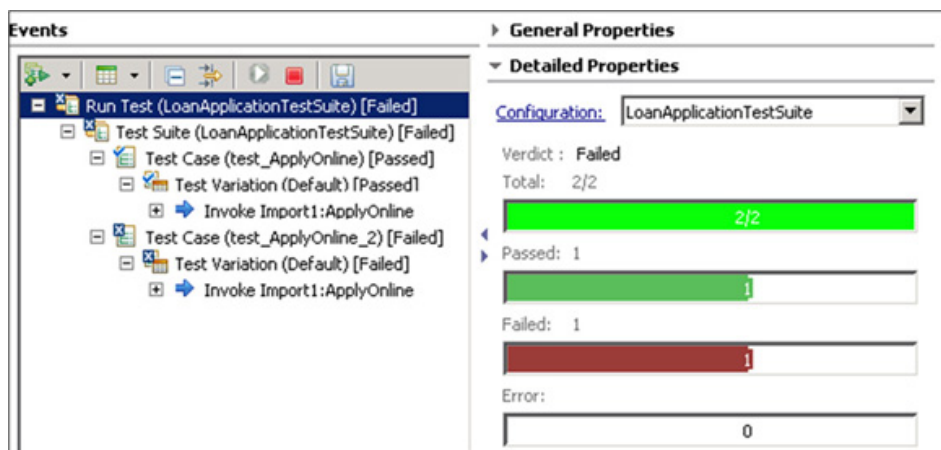 Events
Run Test (LoanApplicationTestSuite) [Failed]
Test Suite (LoanApplicationTestSuite) [Failed]
Test Case (test_ApplyOnline) [Passed]
Test Variation (Default) [Passed]
Invoke Import1:ApplyOnline
Test Case (test_ApplyOnline_2) [Failed]
Test Variation (Default) [Failed]
Invoke Import1:ApplyOnline
General Properties
Detailed Properties
Configuration: LoanApplicationTestSuite
Verdict : Failed
Total: 2/2
2/2
Passed: 1
1
Failed: 1
1
Error:
0